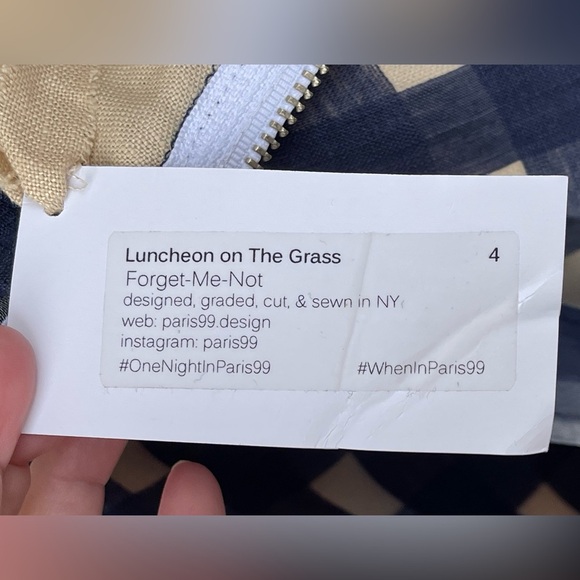 Luncheon on The Grass 4
Forget-Me-Not
designed, graded, cut, & sewn in NY
web: paris99.design
instagram: paris99
#OneNightInParis99 #WhenInParis99